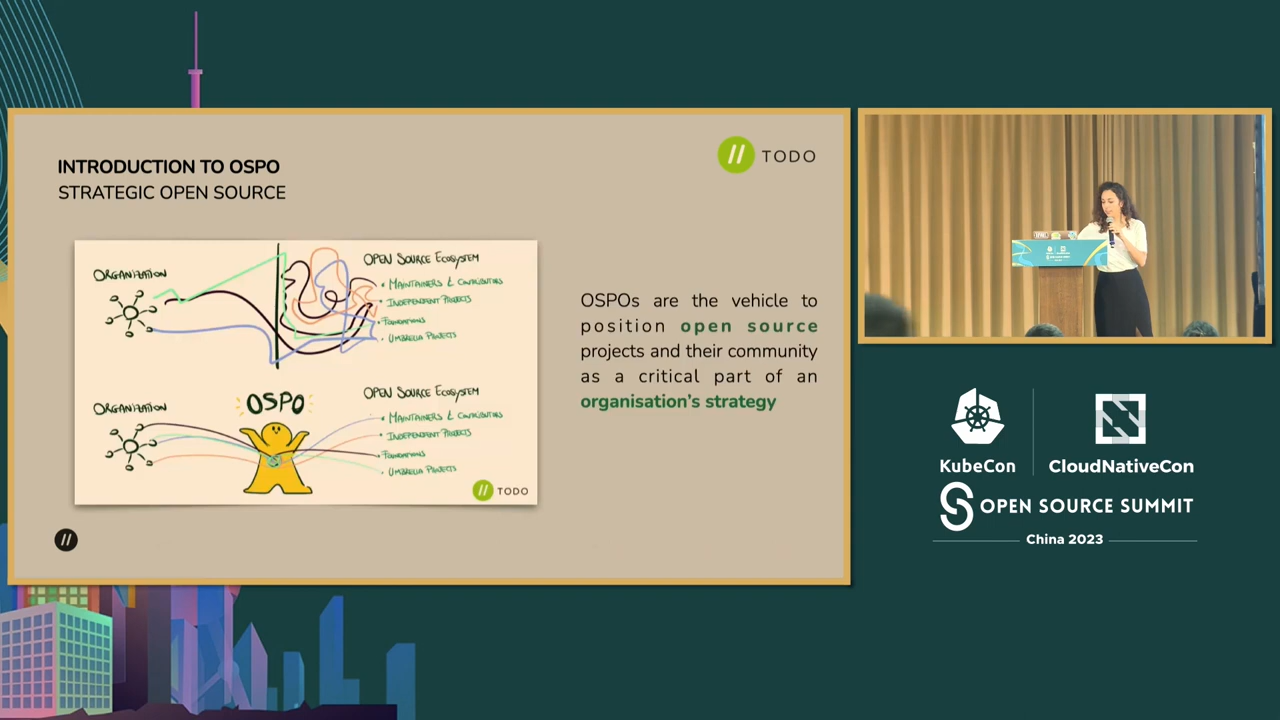 INTRODUCTION TO OSPO
STRATEGIC OPEN SOURCE
TODO
ORGANIZATION
OPEN SOURCE ECOSYSTEM
MAINTAINERS & CONTRIBUTORS
INDEPENDENT PROJECTS
FOUNDATIONS
UMBRELLA PROJECTS
ORGANIZATION
OSPO
OPEN SOURCE ECOSYSTEM
MAINTAINERS & CONTRIBUTORS
INDEPENDENT PROJECTS
FOUNDATIONS
UMBRELLA PROJECTS
TODO
OSPOs are the vehicle to
position open source
projects and their community
as a critical part of an
organisation's strategy
KubeCon
CloudNativeCon
OPEN SOURCE SUMMIT
China 2023